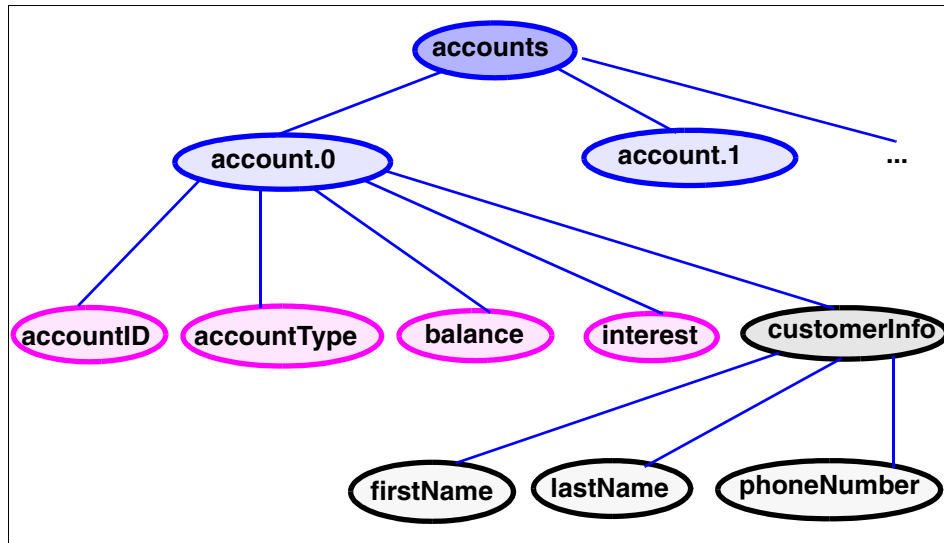 accounts
account.0
account.1
...
accountID
accountType
balance
interest
customerInfo
firstName
lastName
phoneNumber